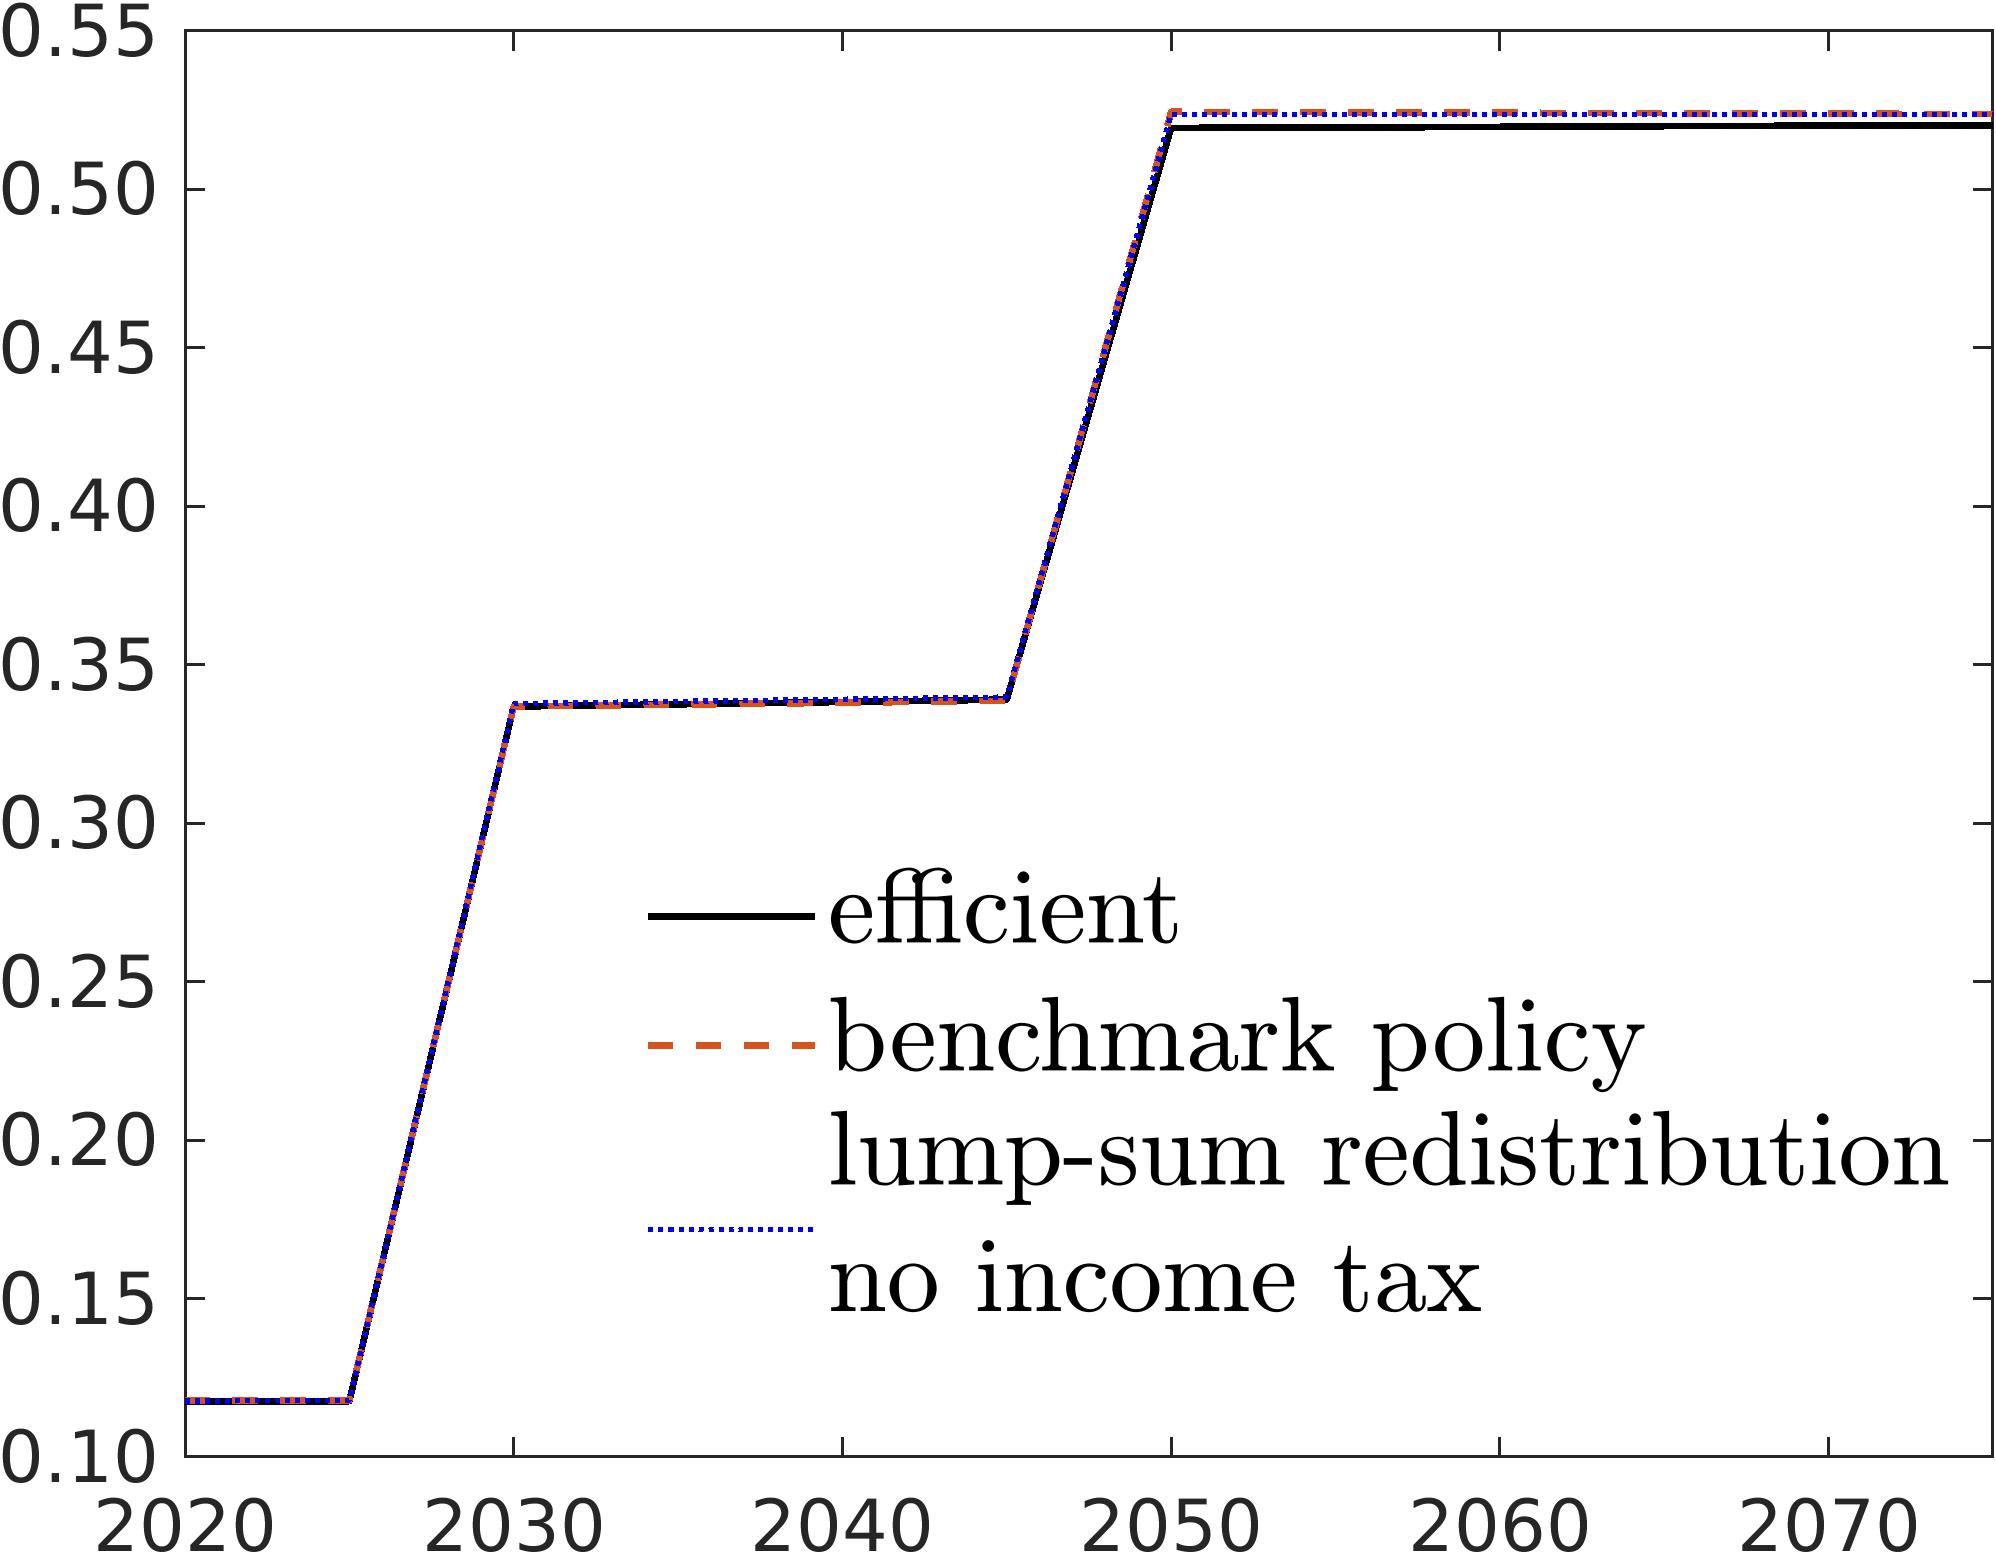 0.55
0.50
0.45
0.40
0.35
0.30
0.25
0.20
0.15
0.10
efficient
benchmark policy
lump-sum redistribution
no income tax
2020 2030 2040 2050 2060 2070